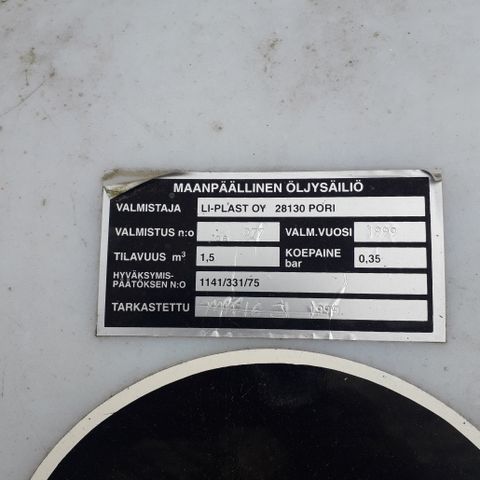 MAANPÄÄLLINEN ÖLJYSÄILIÖ
VALMISTAJA LI-PLAST OY 28130 PORI
VALMISTUS n:o VALM.VUOSI
TILAVUUS m³ 1,5 KOEPAINE bar 0,35
HYVÄKSYMIS-
PÄÄTÖKSEN N:O 1141/331/75
TARKASTETTU